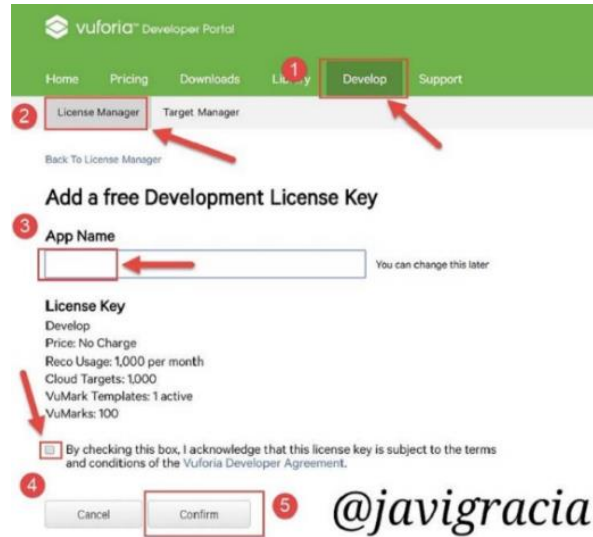 vuforia™ Developer Portal
1
Home Pricing Downloads Library Develop Support
2 License Manager Target Manager
Back To License Manager
Add a free Development License Key
3
App Name
You can change this later
License Key
Develop
Price: No Charge
Reco Usage: 1,000 per month
Cloud Targets: 1,000
VuMark Templates: 1 active
VuMarks: 100
By checking this box, I acknowledge that this license key is subject to the terms
and conditions of the Vuforia Developer Agreement.
4
Cancel Confirm 5 @javigracia